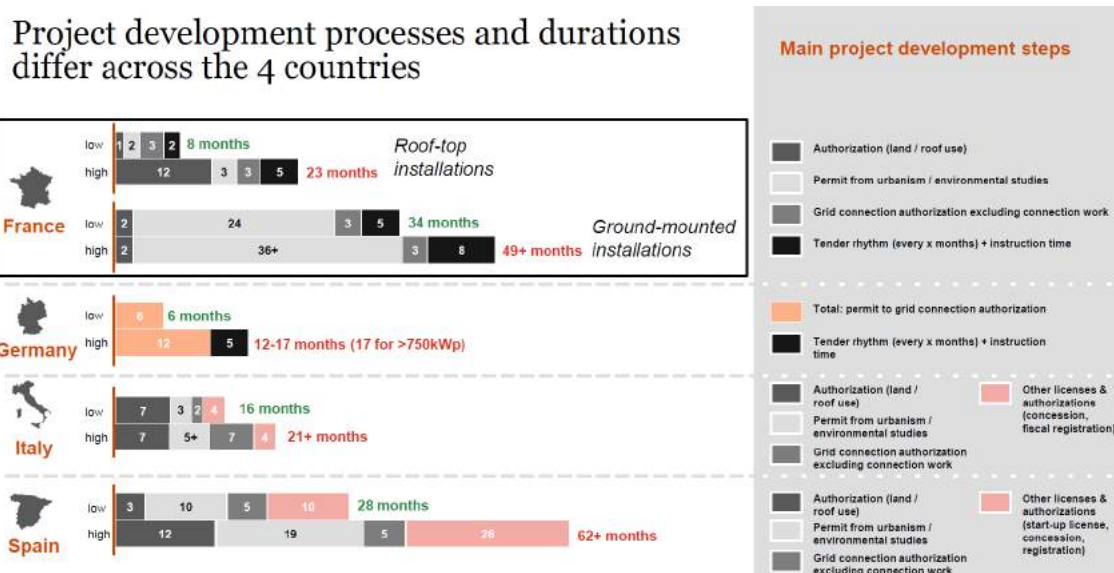 Project development processes and durations
differ across the 4 countries
Main project development steps
France
low
1 2 3 2
8 months
high
12 3 3 5
23 months
Roof-top
installations
low
2 24 3 5
34 months
high
2 36+ 3 8
49+ months
Ground-mounted
installations
Authorization (land / roof use)
Permit from urbanism / environmental studies
Grid connection authorization excluding connection work
Tender rhythm (every x months) + instruction time
Germany
low
6
6 months
high
12 5
12-17 months (17 for >750kWp)
Total: permit to grid connection authorization
Tender rhythm (every x months) + instruction
time
Italy
low
7 3 2 4
16 months
high
7 5+ 7 4
21+ months
Authorization (land /
roof use)
Permit from urbanism /
environmental studies
Grid connection authorization
excluding connection work
Other licenses &
authorizations
(concession,
fiscal registration)
Spain
low
3 10 5 10
28 months
high
12 19 5 26
62+ months
Authorization (land /
roof use)
Permit from urbanism /
environmental studies
Grid connection authorization
excluding connection work
Other licenses &
authorizations
(start-up license,
concession,
registration)